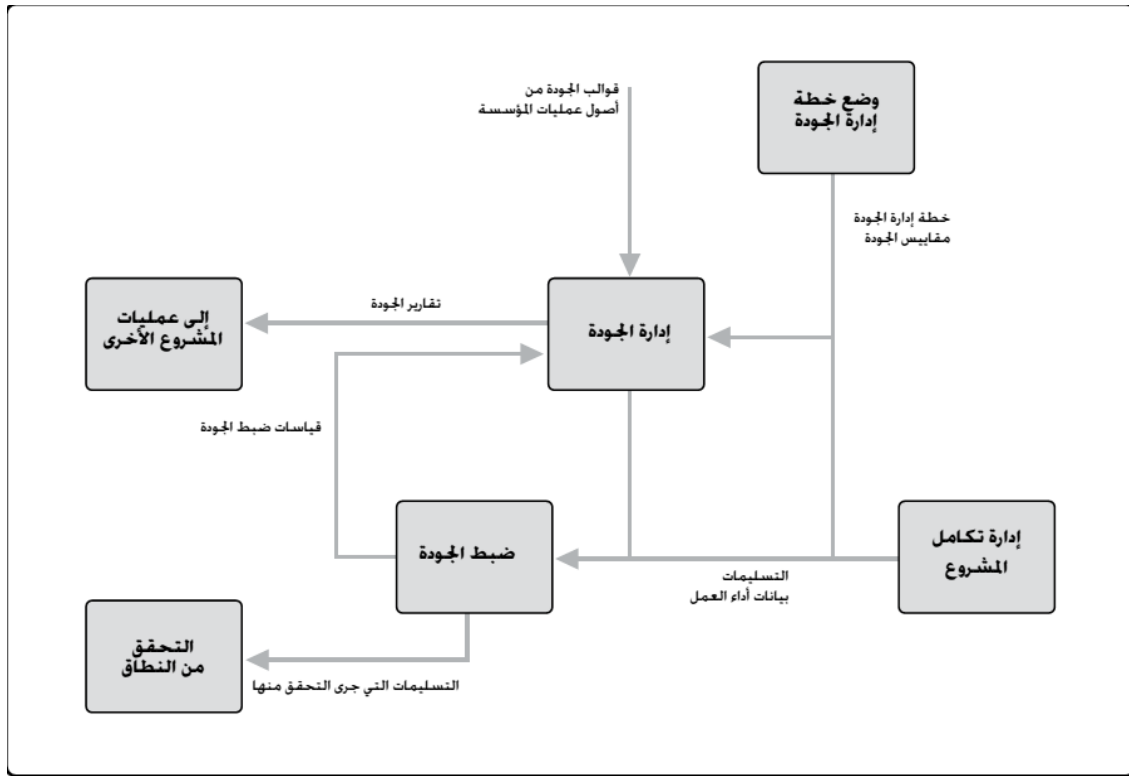 قوالب الجودة من
أصول عمليات المؤسسة
وضع خطة
إدارة الجودة
خطة إدارة الجودة
مقاييس الجودة
إدارة الجودة
تقارير الجودة
إلى عمليات
المشروع الأخرى
قياسات ضبط الجودة
إدارة تكامل
المشروع
ضبط الجودة
التسليمات
بيانات أداء العمل
التحقق
من النطاق
التسليمات التي جرى التحقق منها